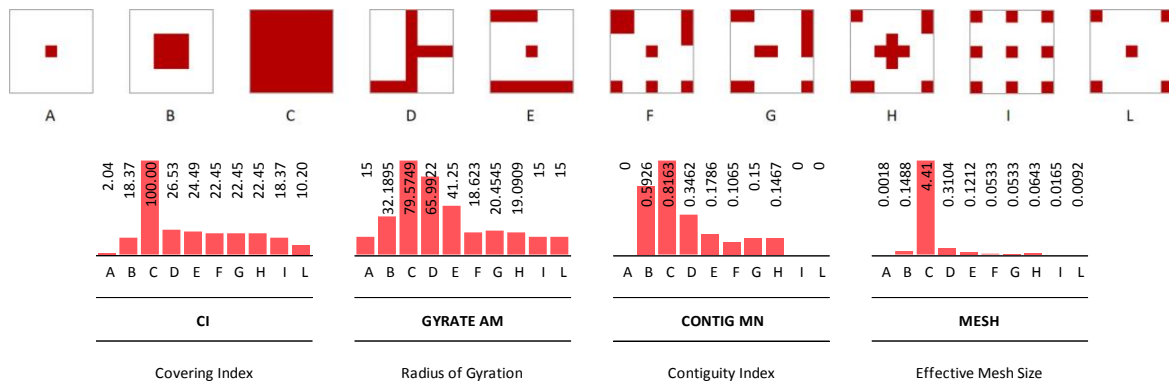 A B C D E F G H I L
2.04 18.37 100.00 26.53 24.49 22.45 22.45 22.45 18.37 10.20
A B C D E F G H I L
CI
Covering Index
15 32.1895 79.5749 65.9922 41.25 18.623 20.4545 19.0909 15 15
A B C D E F G H I L
GYRATE AM
Radius of Gyration
0 0.5926 0.8163 0.3462 0.1786 0.1065 0.15 0.1467 0 0
A B C D E F G H I L
CONTIG MN
Contiguity Index
0.0018 0.1488 4.41 0.3104 0.1212 0.0533 0.0533 0.0643 0.0165 0.0092
A B C D E F G H I L
MESH
Effective Mesh Size